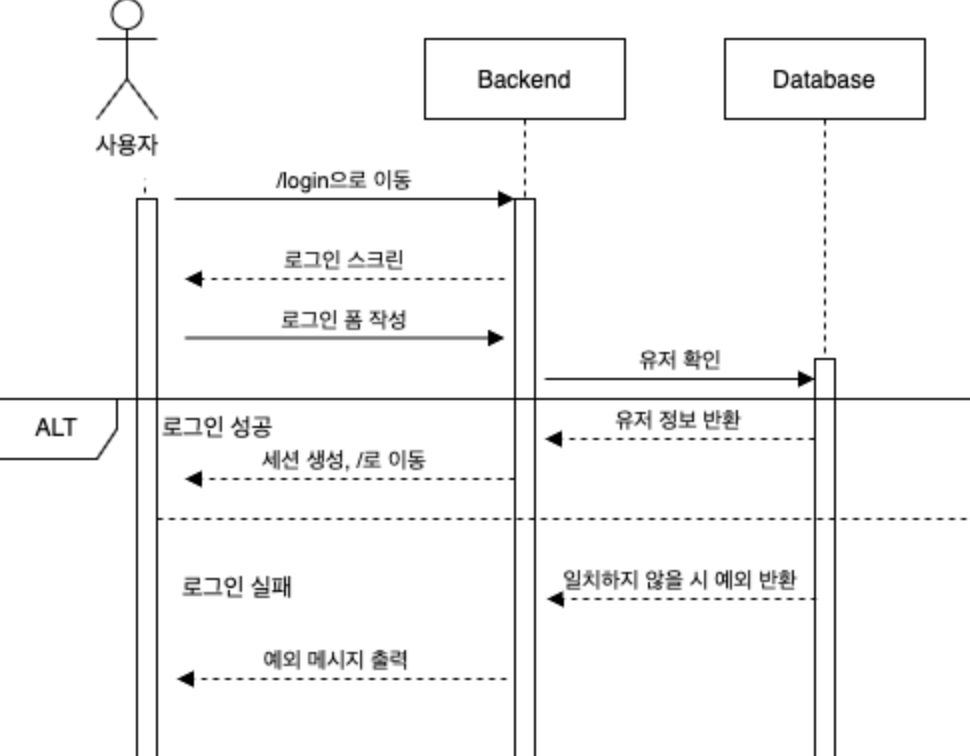 사용자
Backend
Database
/login으로 이동
로그인 스크린
로그인 폼 작성
유저 확인
ALT
로그인 성공
유저 정보 반환
세션 생성, /로 이동
로그인 실패
일치하지 않을 시 예외 반환
예외 메시지 출력